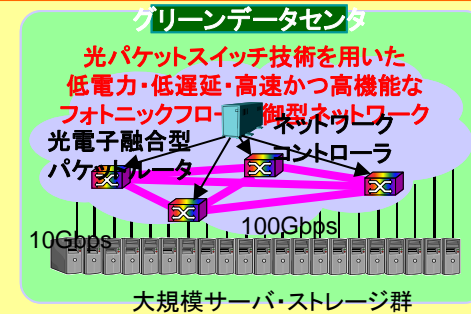 グリーンデータセンタ
光パケットスイッチ技術を用いた
低電力・低遅延・高速かつ高機能な
フォトニックフロー御型ネットワーク
ネットワーク
コントローラ
光電子融合型
パケットルータ
10Gbps
100Gbps
大規模サーバ・ストレージ群